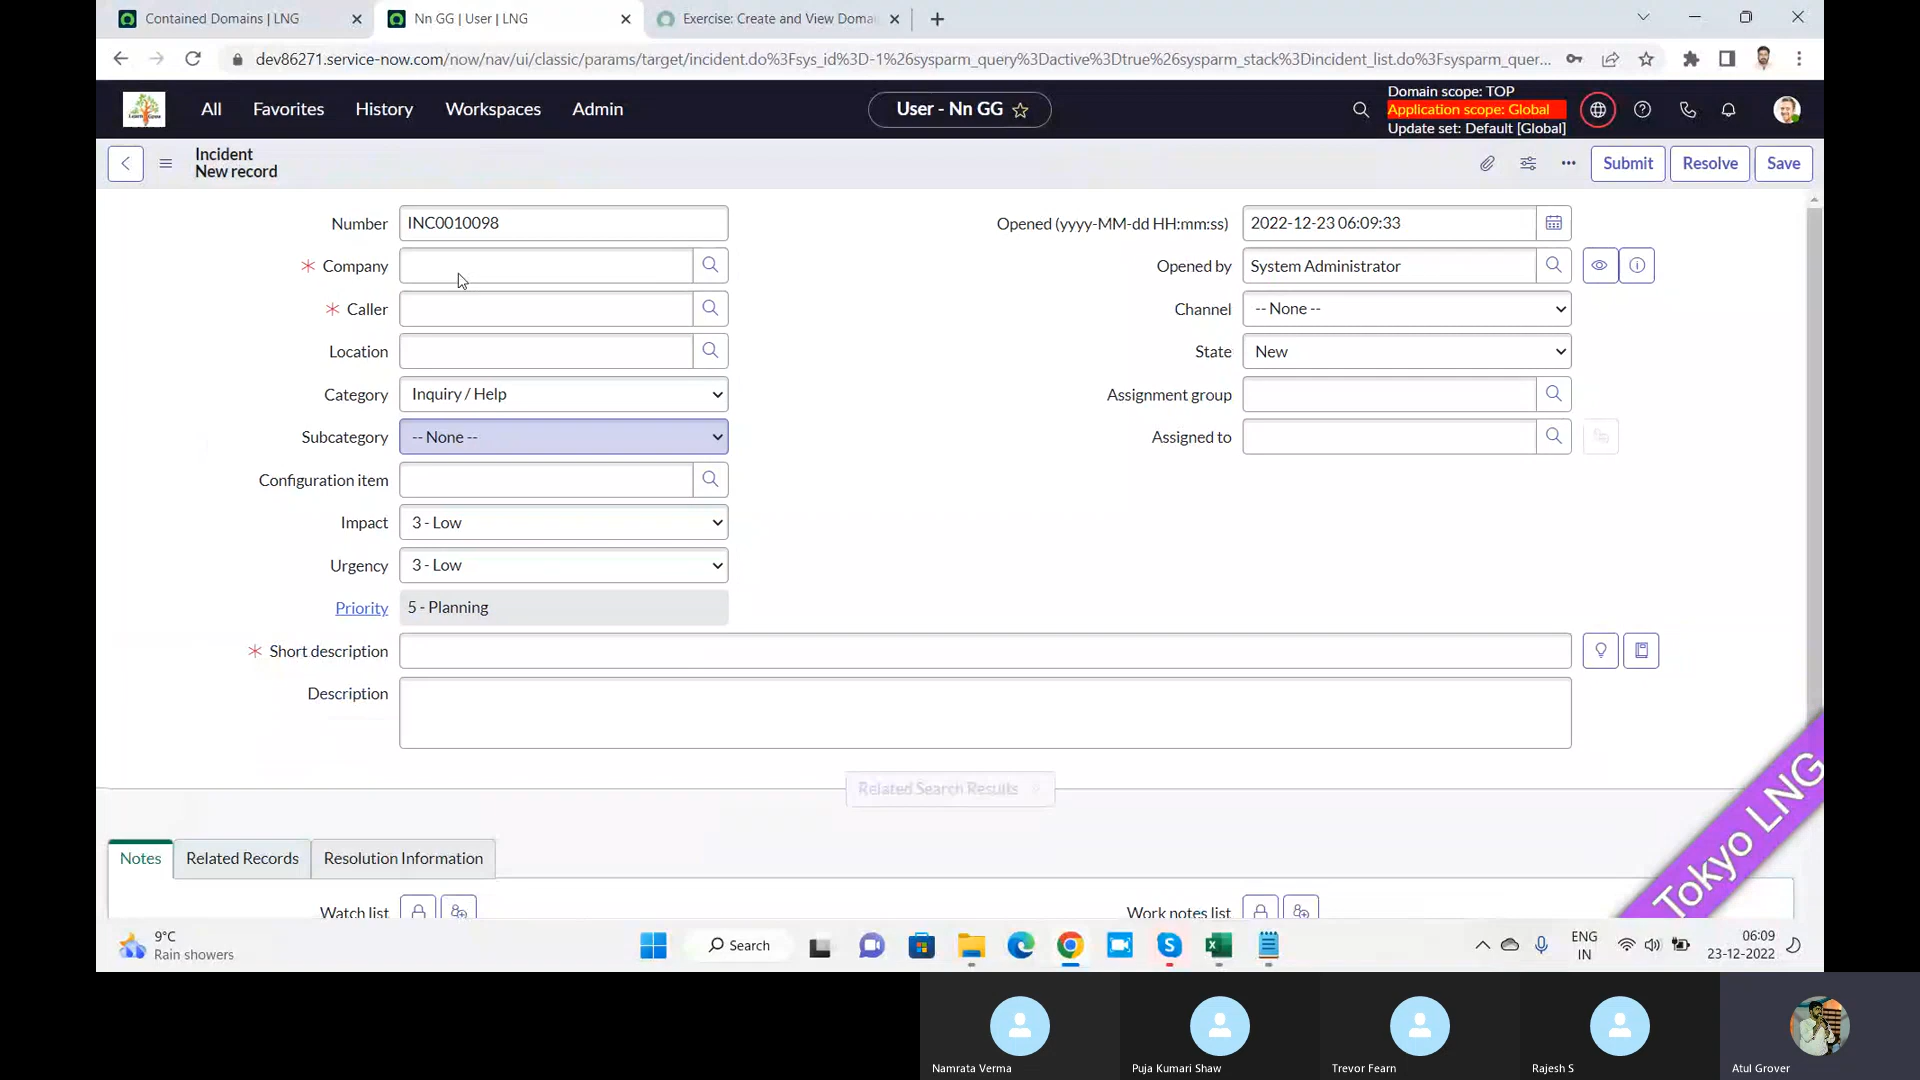 Contained Domains | LNG
Nn GG | User | LNG
Exercise: Create and View Doma
dev86271.service-now.com/now/nav/ui/classic/params/target/incident.do%3Fsys_id%3D-1%26sysparm_query%3Dactive%3Dtrue%26sysparm_stack%3Dincident_list.do%3Fsysparm_quer...
All
Favorites
History
Workspaces
Admin
User - Nn GG
Domain scope: TOP
Application scope: Global
Update set: Default [Global]
Incident
New record
Submit
Resolve
Save
Number
INC0010098
Opened (yyyy-MM-dd HH:mm:ss)
2022-12-23 06:09:33
Company
Opened by
System Administrator
Caller
Channel
-- None --
Location
State
New
Category
Inquiry / Help
Assignment group
Subcategory
-- None --
Assigned to
Configuration item
Impact
3 - Low
Urgency
3 - Low
Priority
5 - Planning
Short description
Description
Related Search Results
Tokyo LNG
Notes
Related Records
Resolution Information
Watch list
Work notes list
9°C
Rain showers
Search
ENG
IN
06:09
23-12-2022
Namrata Verma
Puja Kumari Shaw
Trevor Fearn
Rajesh S
Atul Grover